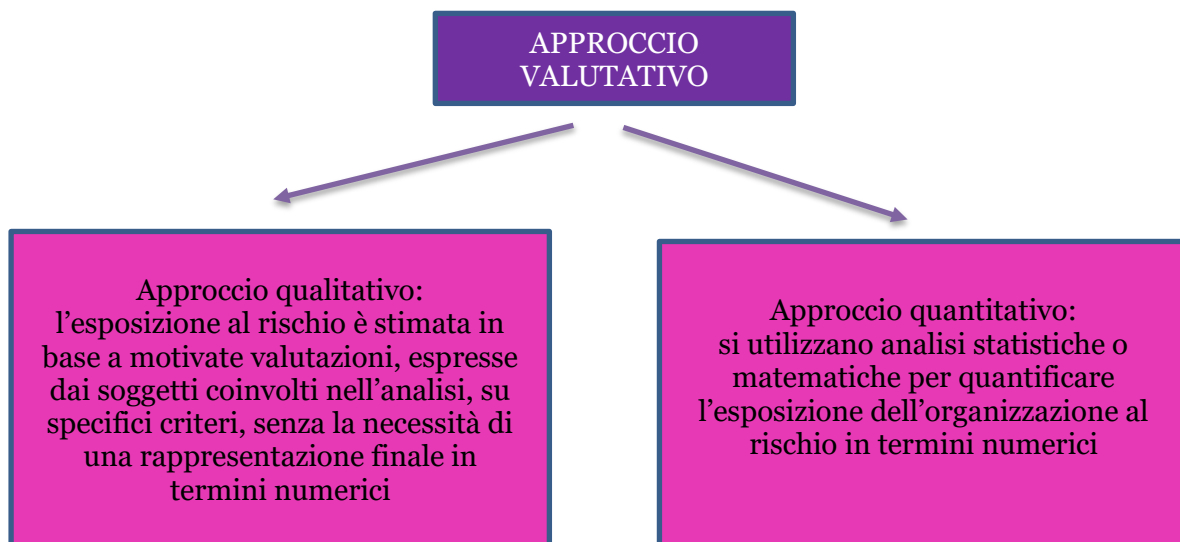 APPROCCIO
VALUTATIVO
Approccio qualitativo:
l’esposizione al rischio è stimata in
base a motivate valutazioni, espresse
dai soggetti coinvolti nell’analisi, su
specifici criteri, senza la necessità di
una rappresentazione finale in
termini numerici
Approccio quantitativo:
si utilizzano analisi statistiche o
matematiche per quantificare
l’esposizione dell’organizzazione al
rischio in termini numerici